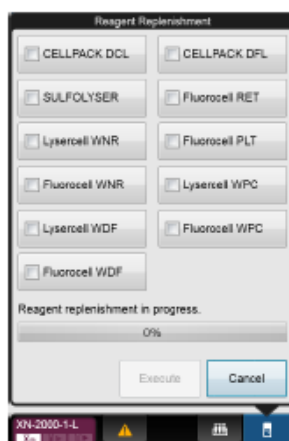 Reagent Replenishment
CELLPACK DCL CELLPACK DFL
SULFOLYSER Fluorocell RET
Lysercell WNR Fluorocell PLT
Fluorocell WNR Lysercell WPC
Lysercell WDF Fluorocell WPC
Fluorocell WDF
Reagent replenishment in progress.
0%
Execute Cancel
XN-2000-1-L
Xn